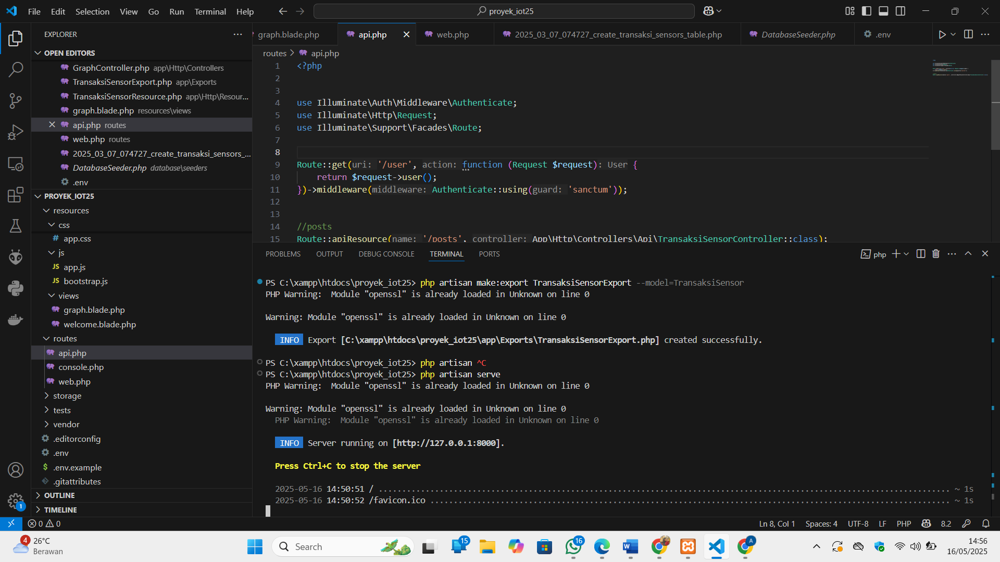 File Edit Selection View Go Run Terminal Help
proyek_iot25
EXPLORER
OPEN EDITORS
GraphController.php app\Http\Controllers
TransaksiSensorExport.php app\Exports
TransaksiSensorResource.php app\Http\Resour...
graph.blade.php resources\views
api.php routes
web.php routes
2025_03_07_074727_create_transaksi_sensors_...
DatabaseSeeder.php database\seeders
.env
PROYEK_IOT25
resources
css
# app.css
js
JS app.js
JS bootstrap.js
views
graph.blade.php
welcome.blade.php
routes
api.php
console.php
web.php
storage
tests
vendor
.editorconfig
.env
$ .env.example
.gitattributes
OUTLINE
TIMELINE
1
graph.blade.php api.php web.php 2025_03_07_074727_create_transaksi_sensors_table.php DatabaseSeeder.php .env
routes > api.php
1 <?php
2
3
4 use Illuminate\Auth\Middleware\Authenticate;
5 use Illuminate\Http\Request;
6 use Illuminate\Support\Facades\Route;
7
8
9 Route::get(uri: '/user', action: function (Request $request): User {
10 return $request->user();
11 })->middleware(middleware: Authenticate::using(guard: 'sanctum'));
12
13
14 //posts
15 Route::apiResource(name: '/posts', controller: App\Http\Controllers\Api\TransaksiSensorController::class);
PROBLEMS OUTPUT DEBUG CONSOLE TERMINAL PORTS
php
PS C:\xampp\htdocs\proyek_iot25> php artisan make:export TransaksiSensorExport --model=TransaksiSensor
PHP Warning:  Module "openssl" is already loaded in Unknown on line 0
Warning: Module "openssl" is already loaded in Unknown on line 0
INFO Export [C:\xampp\htdocs\proyek_iot25\app\Exports\TransaksiSensorExport.php] created successfully.
PS C:\xampp\htdocs\proyek_iot25> php artisan ^C
PS C:\xampp\htdocs\proyek_iot25> php artisan serve
PHP Warning:  Module "openssl" is already loaded in Unknown on line 0
Warning: Module "openssl" is already loaded in Unknown on line 0
PHP Warning:  Module "openssl" is already loaded in Unknown on line 0
INFO Server running on [http://127.0.0.1:8000].
Press Ctrl+C to stop the server
2025-05-16 14:50:51 / ........................ ~ 1s
2025-05-16 14:50:52 /favicon.ico ........................ ~ 1s
0 0
Ln 8, Col 1 Spaces: 4 UTF-8 LF PHP 8.2
4
26°C
Berawan
Search
15
16
A
14:56
16/05/2025